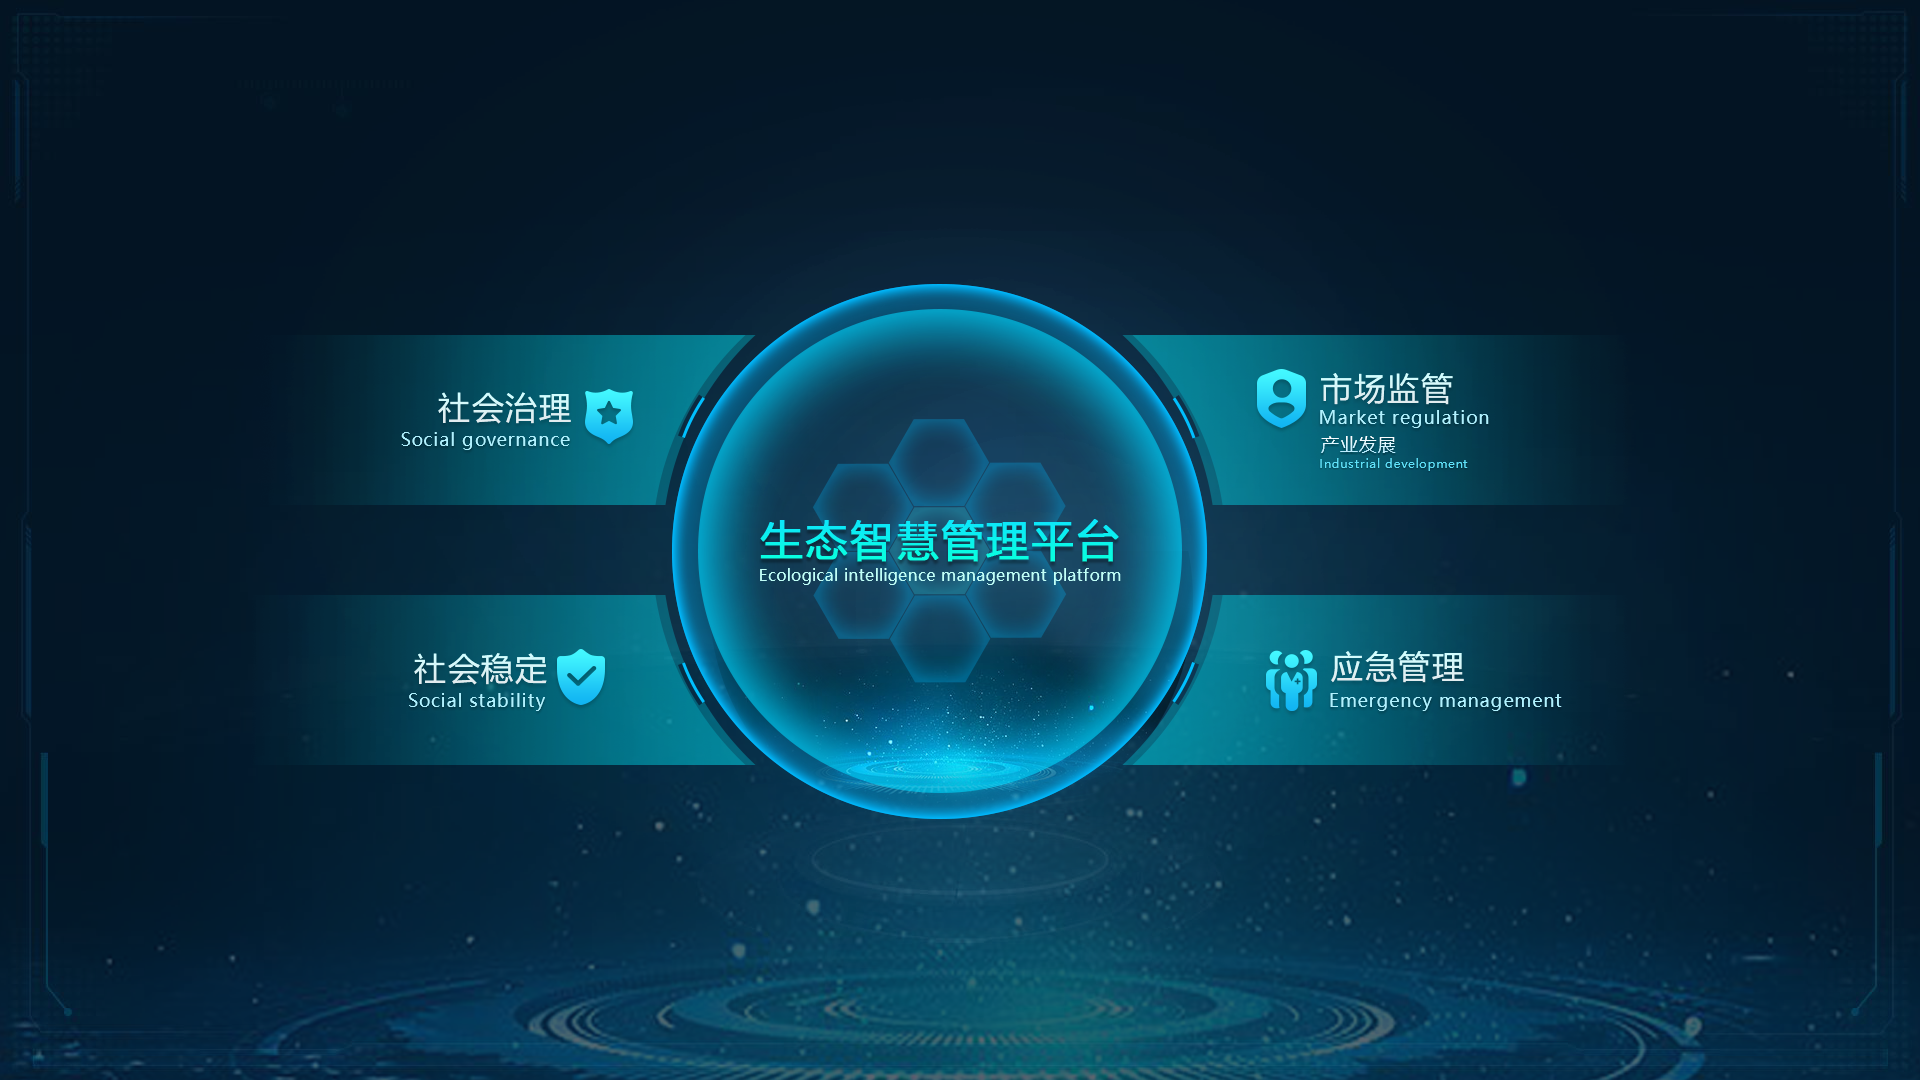 社会治理
Social governance
市场监管
Market regulation
产业发展
Industrial development
生态智慧管理平台
Ecological intelligence management platform
社会稳定
Social stability
应急管理
Emergency management